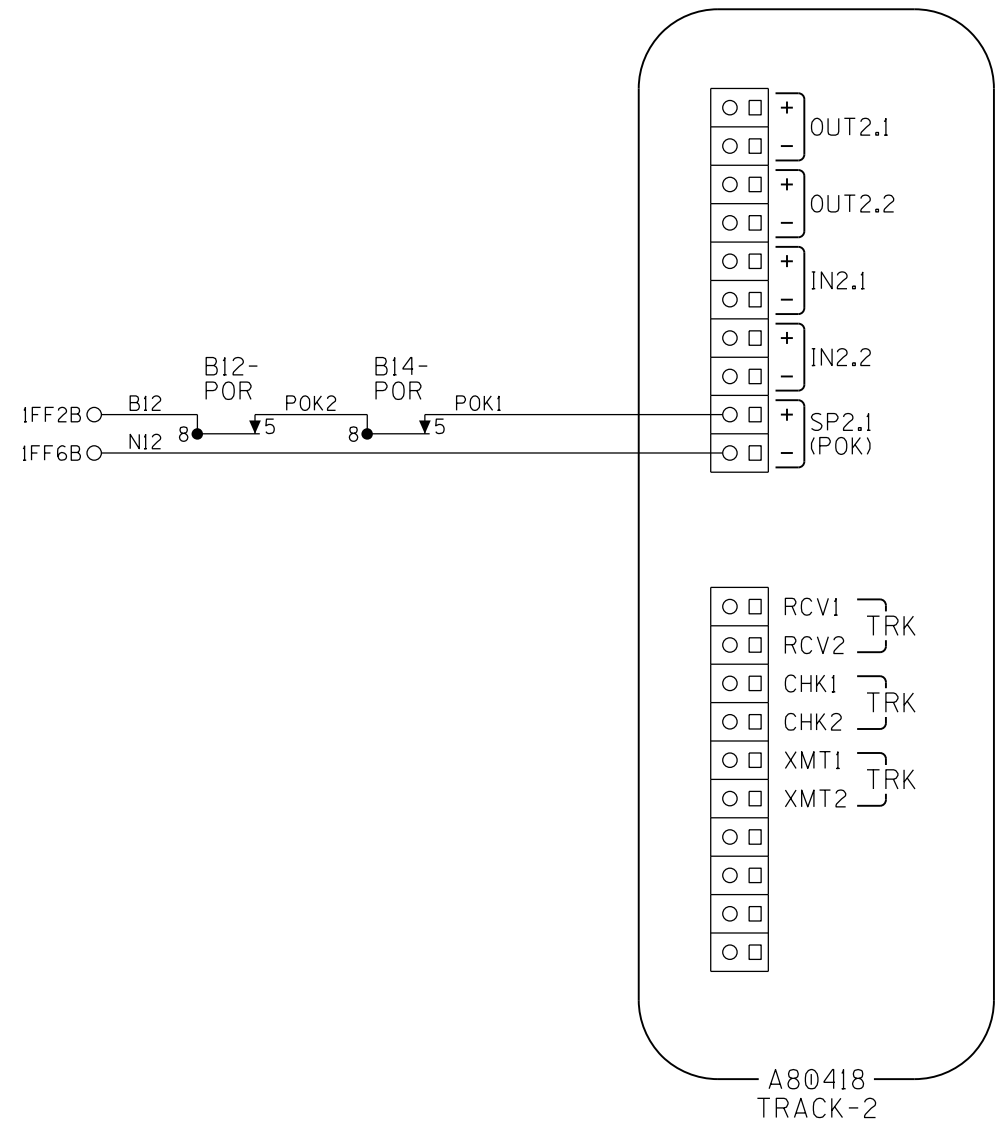 +
OUT2.1
−
+
OUT2.2
−
+
IN2.1
−
+
IN2.2
−
B12-
POR
B14-
POR
1FF2B B12 8 5 POK2 8 5 POK1
+
SP2.1
(POK)
−
1FF6B N12
RCV1
TRK
RCV2
CHK1
TRK
CHK2
XMT1
TRK
XMT2
A80418
TRACK-2